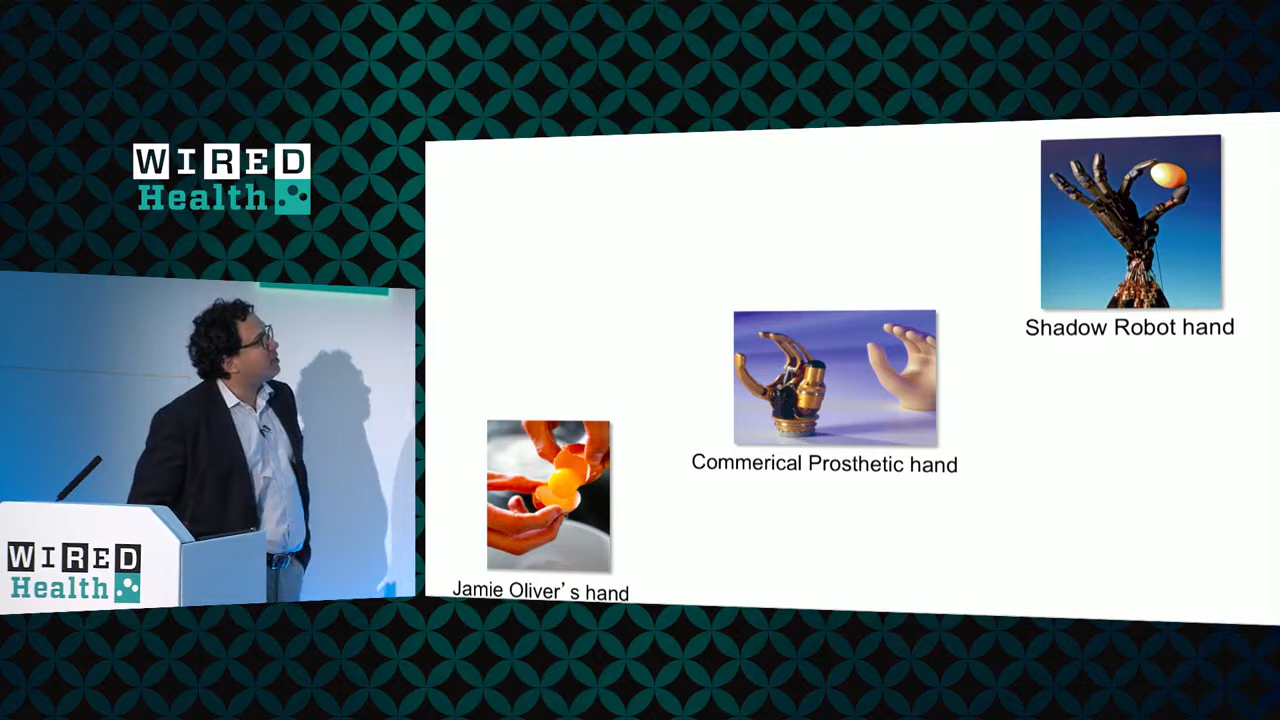 WIRED
Health
Shadow Robot hand
Commerical Prosthetic hand
Jamie Oliver’s hand
WIRED
Health